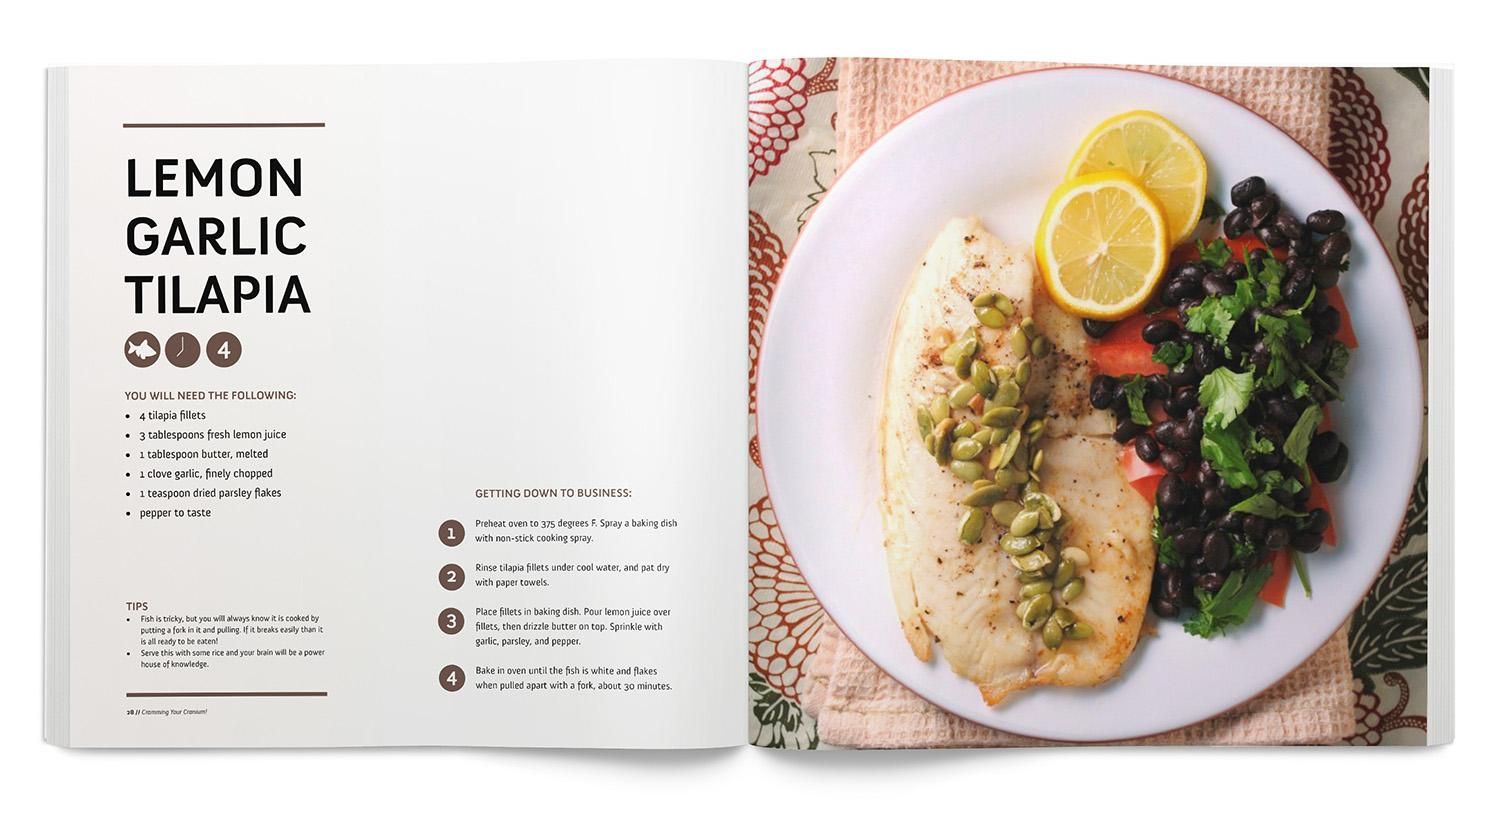 LEMON
GARLIC
TILAPIA
4
YOU WILL NEED THE FOLLOWING:
• 4 tilapia fillets
• 3 tablespoons fresh lemon juice
• 1 tablespoon butter, melted
• 1 clove garlic, finely chopped
• 1 teaspoon dried parsley flakes
• pepper to taste
TIPS
• Fish is tricky, but you will always know it is cooked by
putting a fork in it and pulling. If it breaks easily than it
is all ready to be eaten!
• Serve this with some rice and your brain will be a power
house of knowledge.
28 // Cramming Your Cranium!
GETTING DOWN TO BUSINESS:
1 Preheat oven to 375 degrees F. Spray a baking dish
with non-stick cooking spray.
2 Rinse tilapia fillets under cool water, and pat dry
with paper towels.
3 Place fillets in baking dish. Pour lemon juice over
fillets, then drizzle butter on top. Sprinkle with
garlic, parsley, and pepper.
4 Bake in oven until the fish is white and flakes
when pulled apart with a fork, about 30 minutes.